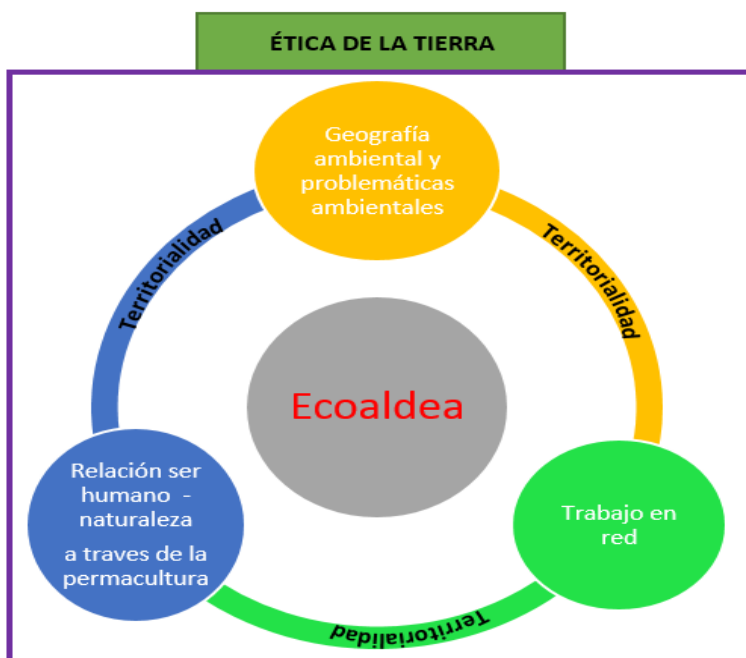 ÉTICA DE LA TIERRA
Geografía
ambiental y
problemáticas
ambientales
Territorialidad
Territorialidad
Ecoaldea
Relación ser
humano -
naturaleza
a traves de la
permacultura
Trabajo en
red
Territorialidad